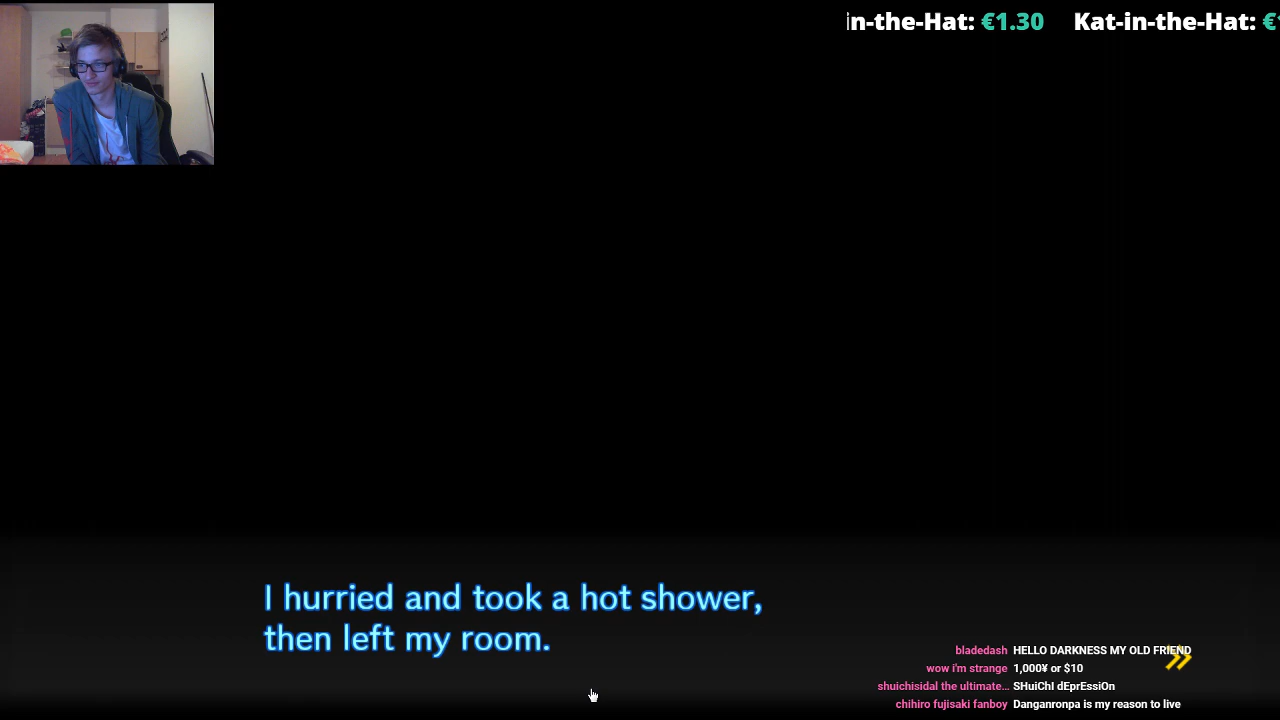 in-the-Hat: €1.30 Kat-in-the-Hat: €
I hurried and took a hot shower,
then left my room.
bladedash HELLO DARKNESS MY OLD FRIEND
wow i'm strange 1,000¥ or $10
shuichisidal the ultimate... SHuiChI dEprEssiOn
chihiro fujisaki fanboy Danganronpa is my reason to live